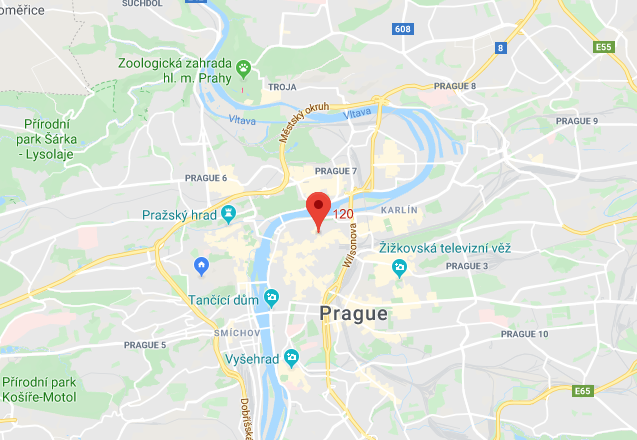 oměřice
SUCHDOL
608
8
E55
Zoologická zahrada
hl. m. Prahy
TROJA
PRAGUE 8
Městský okruh
Vltava
Vltava
PRAGUE 9
Přírodní
park Šárka
- Lysolaje
PRAGUE 6
PRAGUE 7
Pražský hrad
120
KARLÍN
Wilsonova
Žižkovská televizní věž
PRAGUE 3
Tančící dům
Prague
SMÍCHOV
PRAGUE 5
PRAGUE 10
Vyšehrad
Přírodní park
Košíře-Motol
E65
Dobříšská